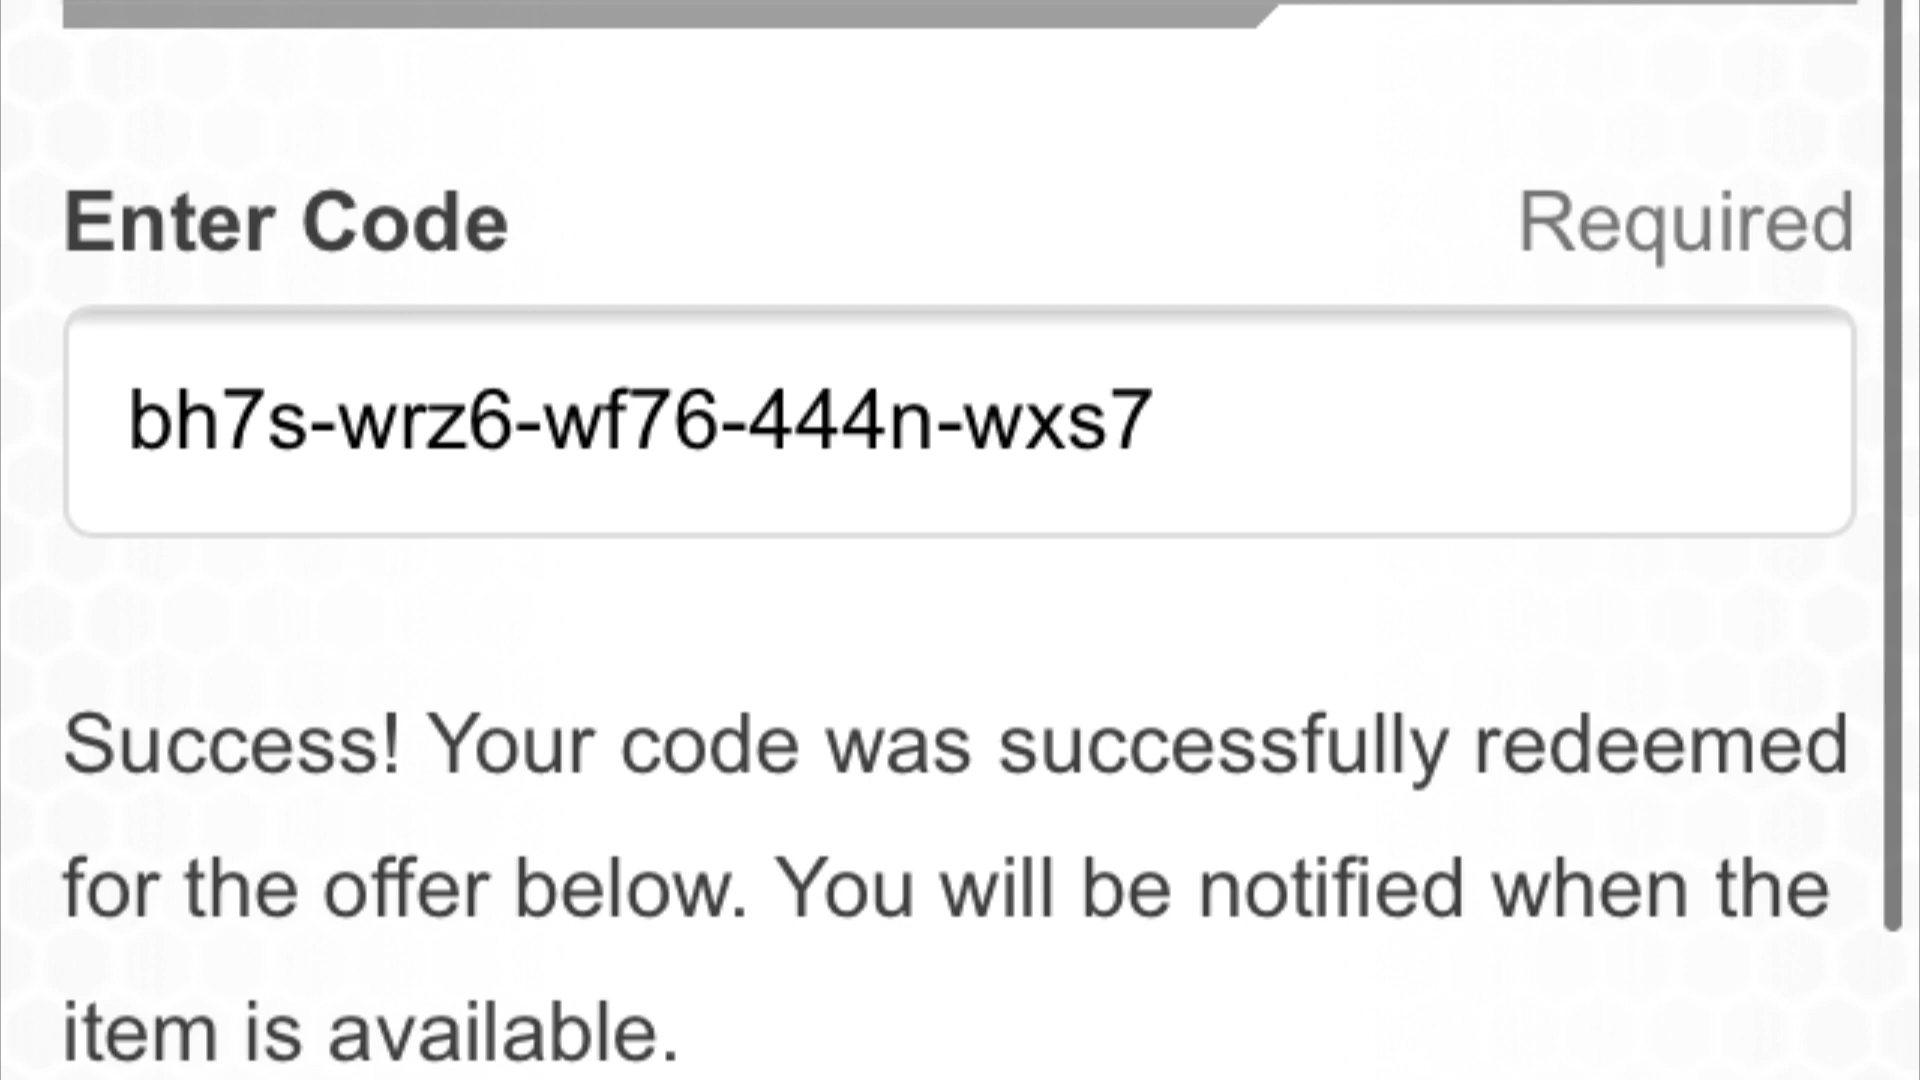 Enter Code
Required
bh7s-wrz6-wf76-444n-wxs7
Success! Your code was successfully redeemed
for the offer below. You will be notified when the
item is available.